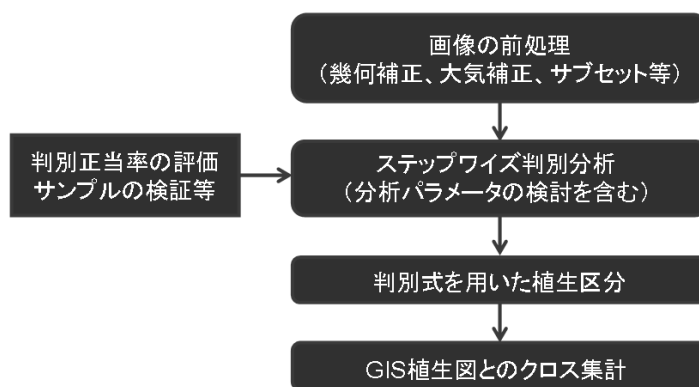 画像の前処理
（幾何補正、大気補正、サブセット等）
判別正当率の評価
サンプルの検証等
ステップワイズ判別分析
（分析パラメータの検討を含む）
判別式を用いた植生区分
GIS植生図とのクロス集計